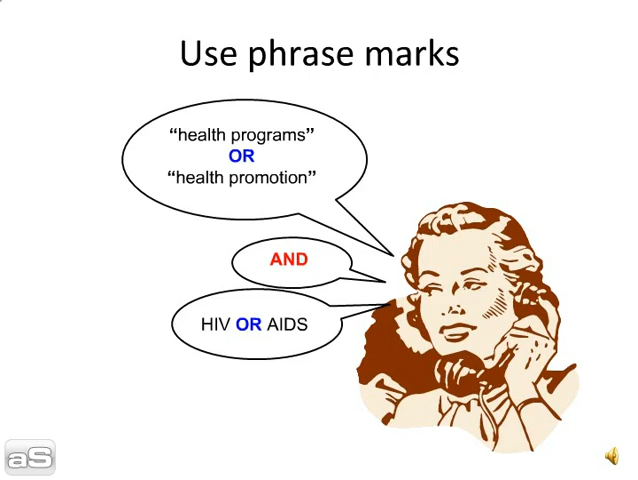 Use phrase marks
“health programs”
OR
“health promotion”
AND
HIV OR AIDS
aS